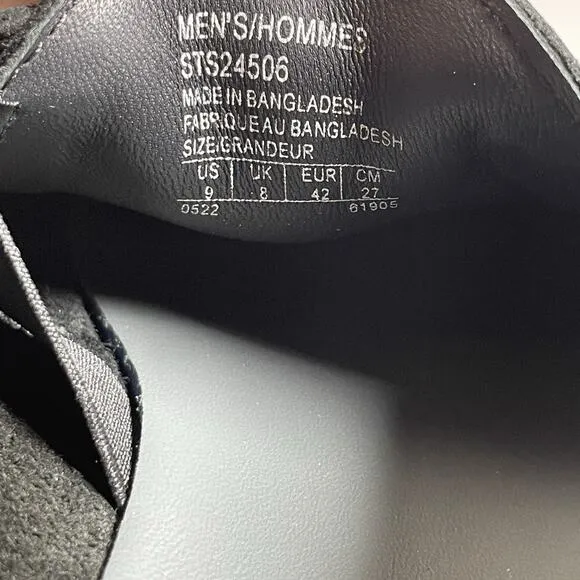 MEN'S/HOMMES
STS24506
MADE IN BANGLADESH
FABRIQUE AU BANGLADESH
SIZE/GRANDEUR
US UK EUR CM
9 8 42 27
0522 61905